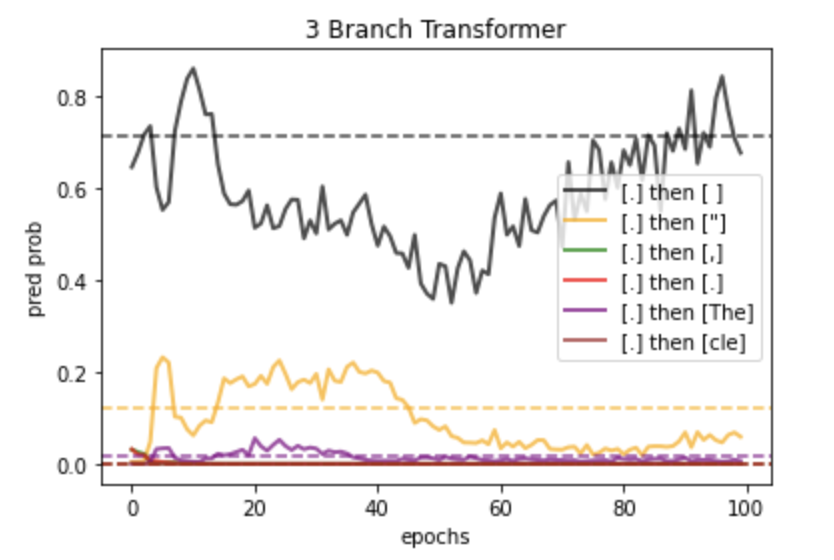 3 Branch Transformer
pred prob
0.8
0.6
0.4
0.2
0.0
[.] then [ ]
[.] then ["]
[.] then [,]
[.] then [.]
[.] then [The]
[.] then [cle]
0 20 40 60 80 100
epochs